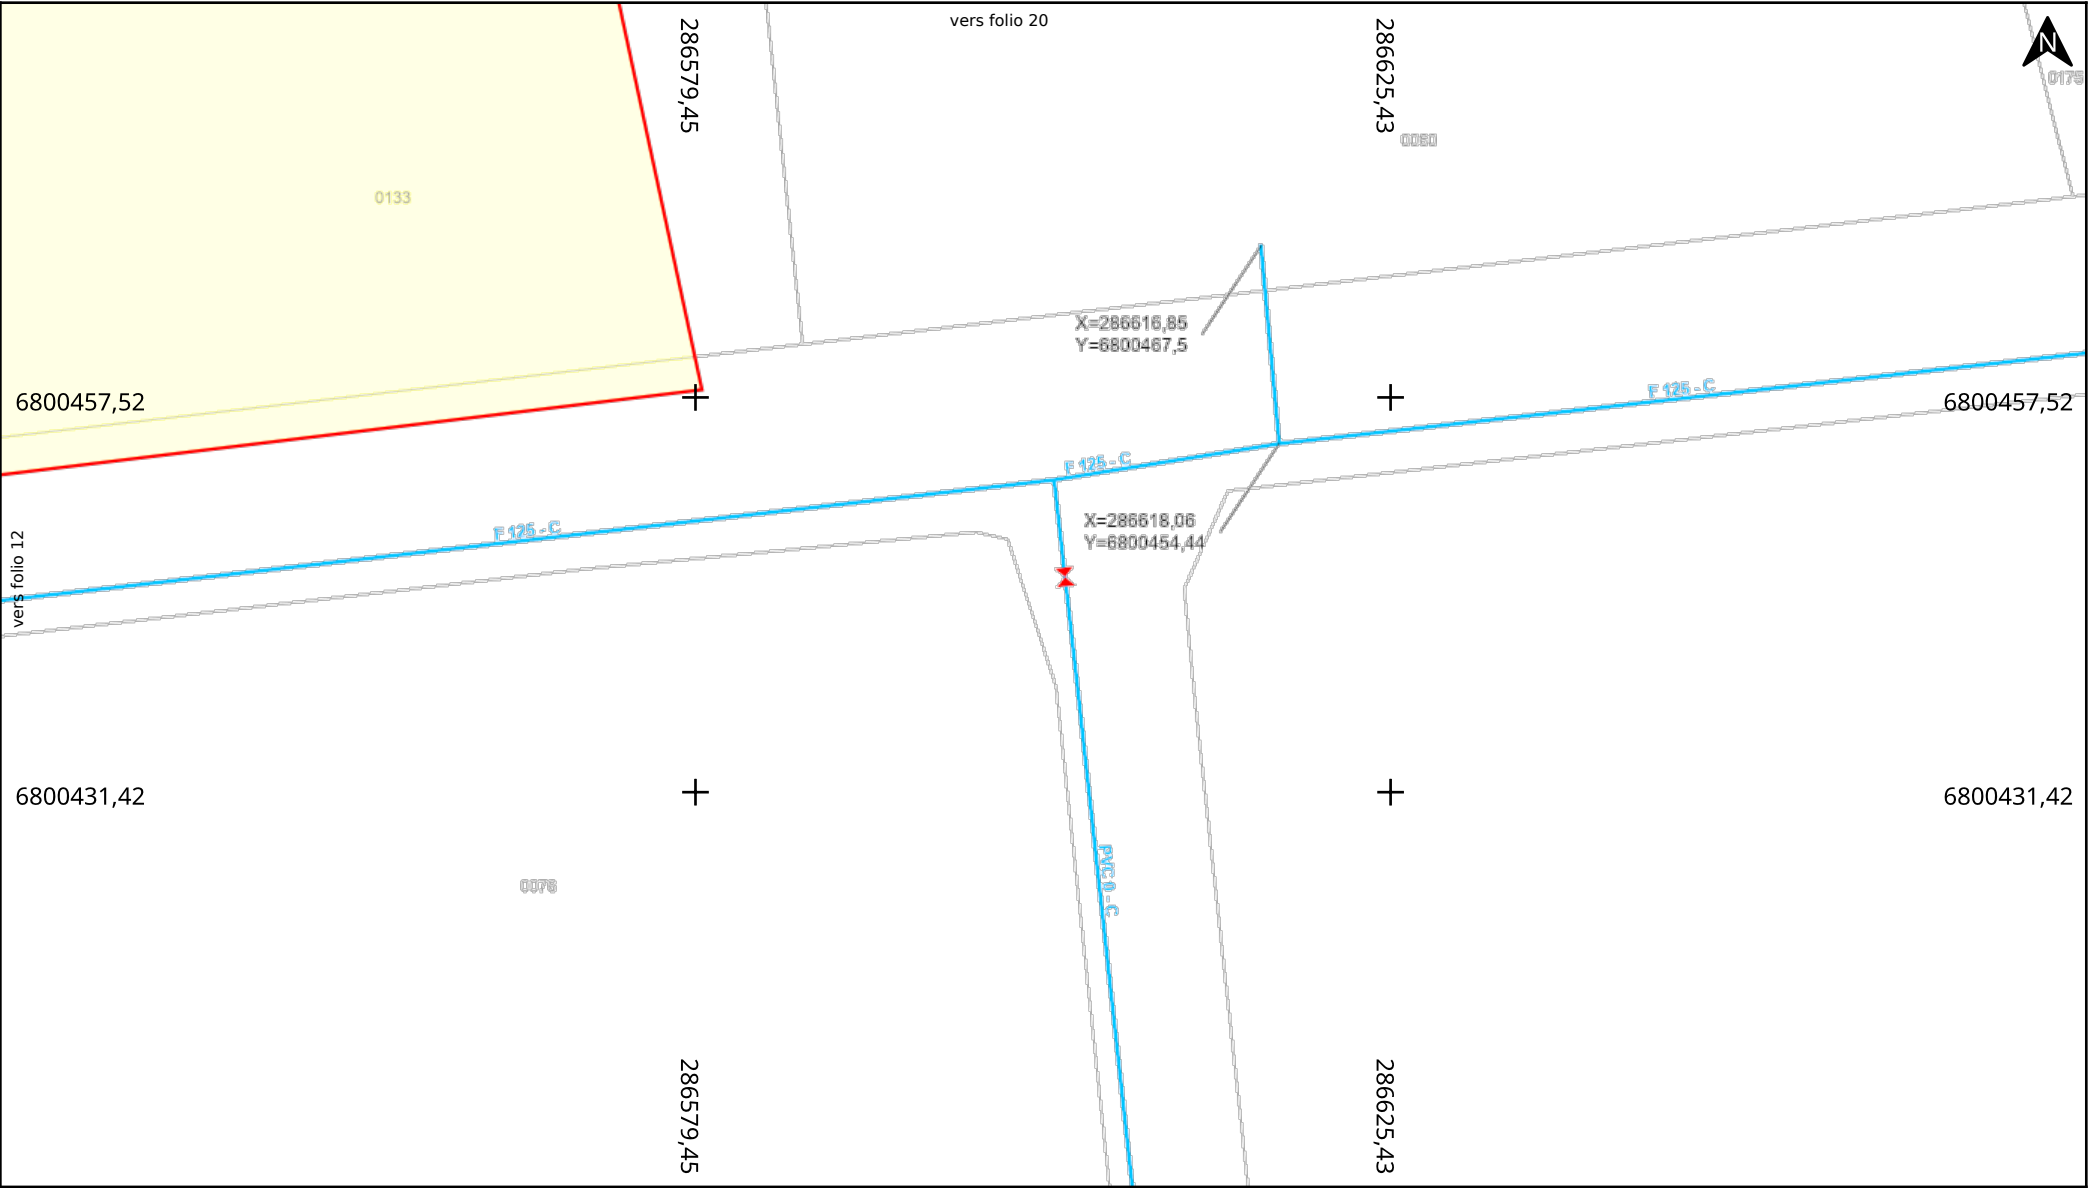 vers folio 20
286579,45
286625,43
N
0175
0080
0133
X=286616,85
Y=6800467,5
6800457,52
F 125 - C
6800457,52
F 125 - C
F 125 - C
X=286618,06
Y=6800454,44
vers folio 12
6800431,42
6800431,42
PVC 0 - C
0076
286579,45
286625,43